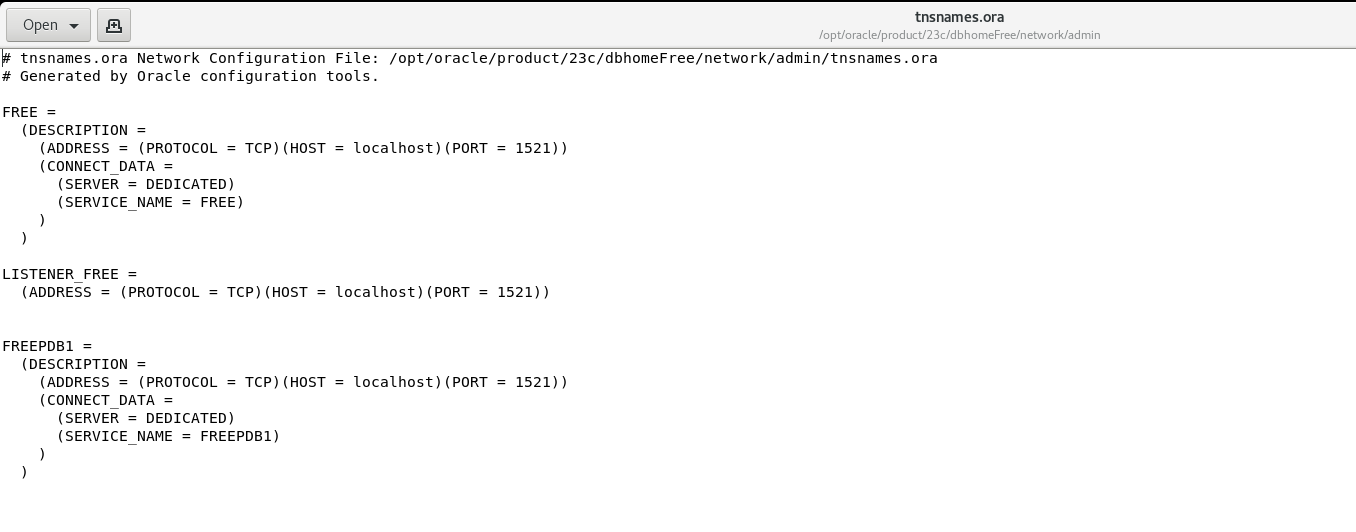 Open
tnsnames.ora
/opt/oracle/product/23c/dbhomeFree/network/admin
# tnsnames.ora Network Configuration File: /opt/oracle/product/23c/dbhomeFree/network/admin/tnsnames.ora
# Generated by Oracle configuration tools.
FREE =
  (DESCRIPTION =
    (ADDRESS = (PROTOCOL = TCP)(HOST = localhost)(PORT = 1521))
    (CONNECT_DATA =
      (SERVER = DEDICATED)
      (SERVICE_NAME = FREE)
    )
  )
LISTENER_FREE =
  (ADDRESS = (PROTOCOL = TCP)(HOST = localhost)(PORT = 1521))
FREEPDB1 =
  (DESCRIPTION =
    (ADDRESS = (PROTOCOL = TCP)(HOST = localhost)(PORT = 1521))
    (CONNECT_DATA =
      (SERVER = DEDICATED)
      (SERVICE_NAME = FREEPDB1)
    )
  )